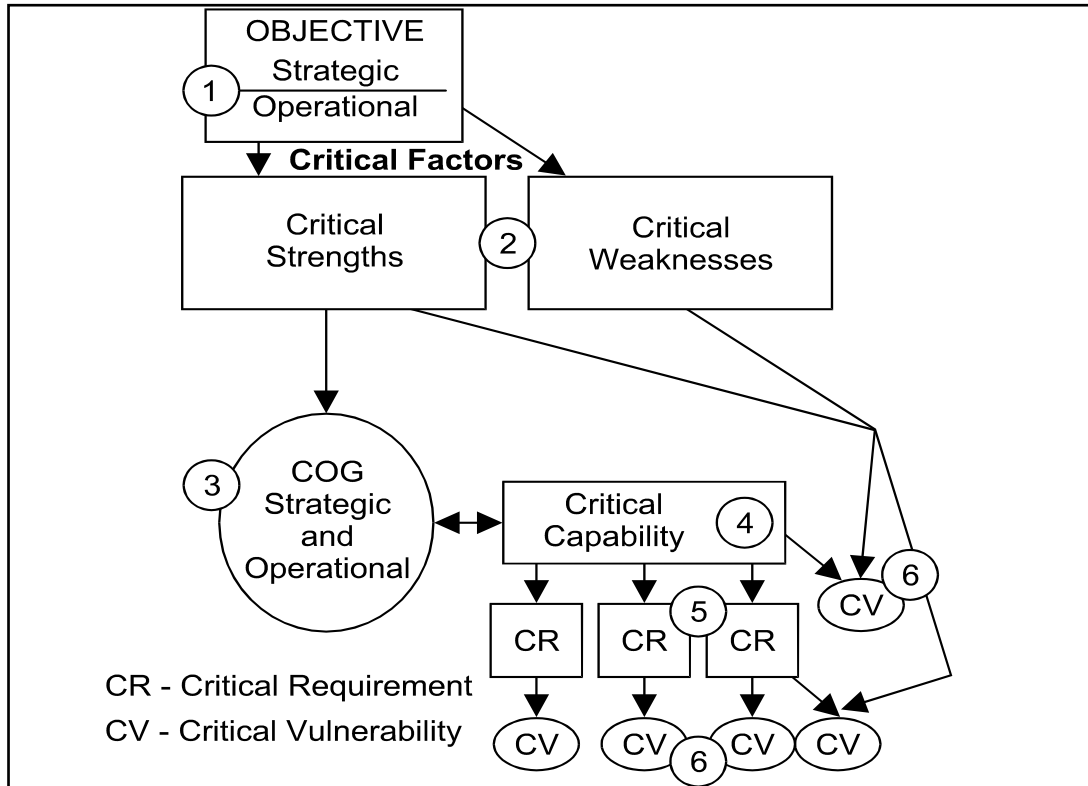 OBJECTIVE
Strategic
1
Operational
Critical Factors
Critical
Strengths
2
Critical
Weaknesses
3
COG
Strategic
and
Operational
Critical
Capability
4
6
CV
5
CR
CR
CR
CR - Critical Requirement
CV - Critical Vulnerability
CV
CV
6
CV
CV